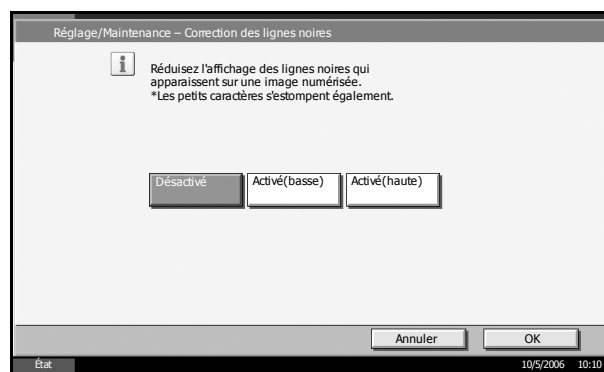 Réglage/Maintenance – Correction des lignes noires
Réduisez l'affichage des lignes noires qui
apparaissent sur une image numérisée.
*Les petits caractères s'estompent également.
Désactivé
Activé(basse)
Activé(haute)
Annuler
OK
État
10/5/2006 10:10